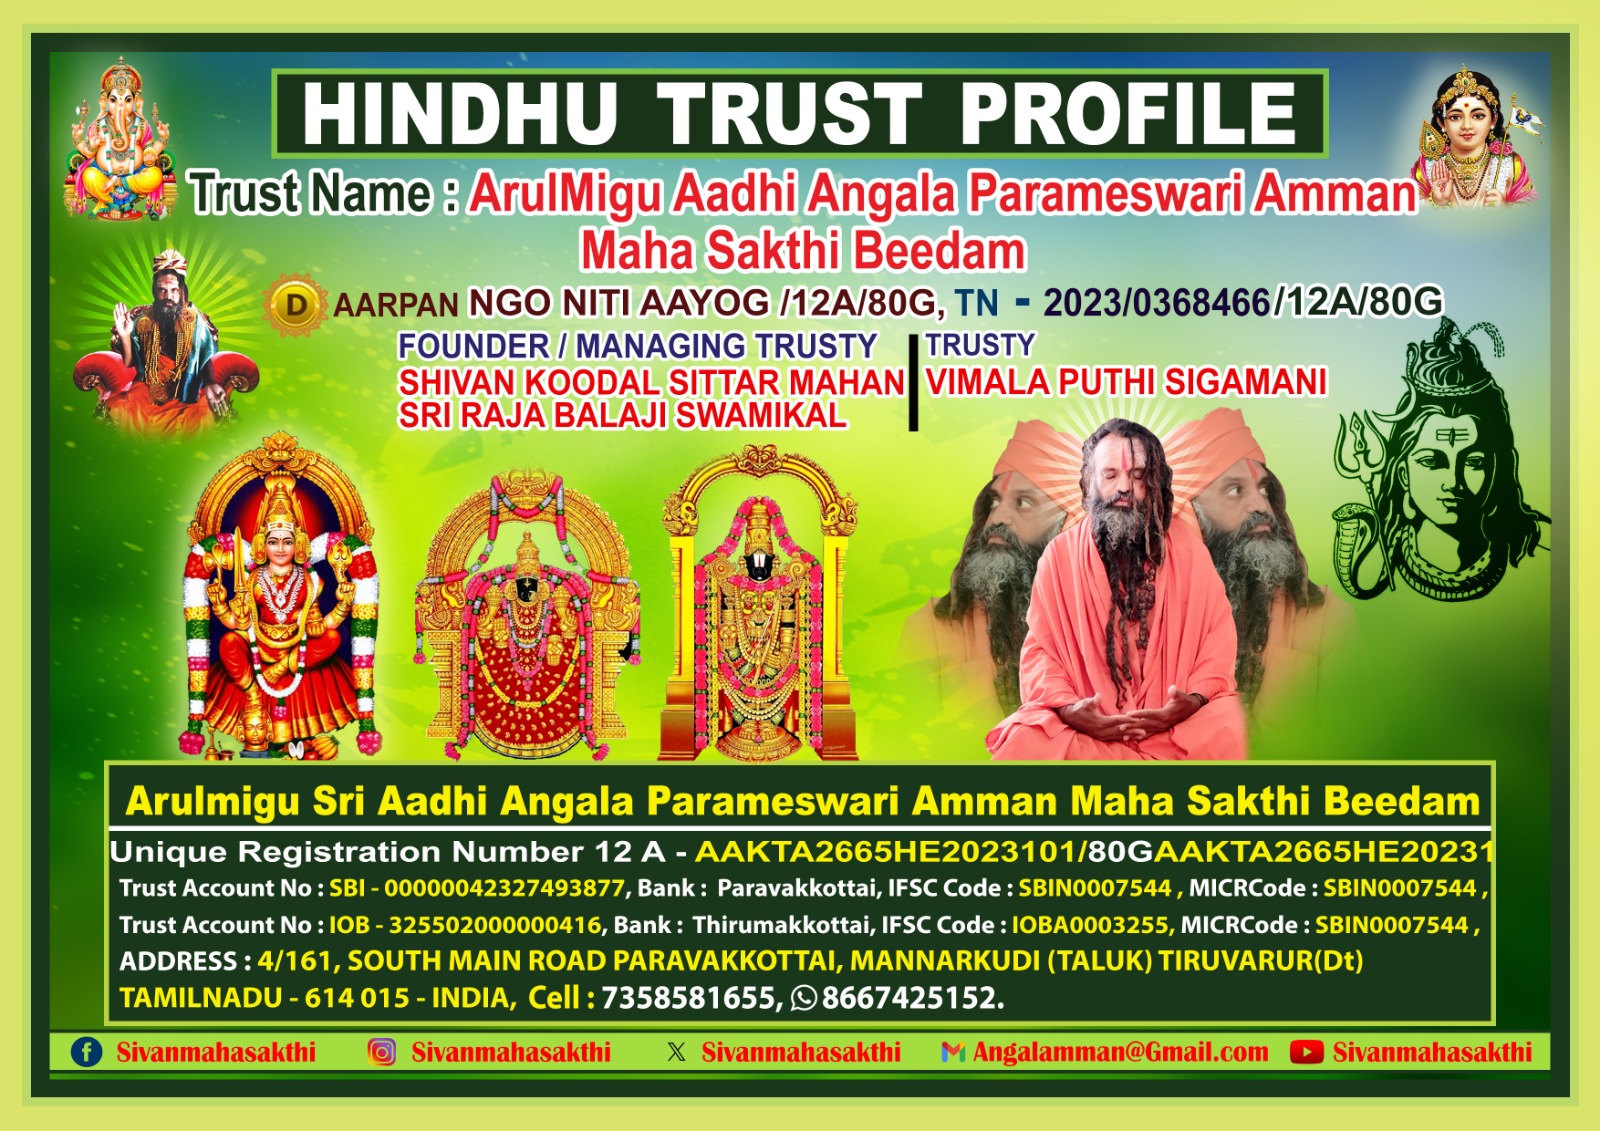 HINDHU TRUST PROFILE
Trust Name : ArulMigu Aadhi Angala Parameswari Amman
Maha Sakthi Beedam
D AARPAN NGO NITI AAYOG /12A/80G, TN - 2023/0368466/12A/80G
FOUNDER / MANAGING TRUSTY
SHIVAN KOODAL SITTAR MAHAN
SRI RAJA BALAJI SWAMIKAL
TRUSTY
VIMALA PUTHI SIGAMANI
Arulmigu Sri Aadhi Angala Parameswari Amman Maha Sakthi Beedam
Unique Registration Number 12 A - AAKTA2665HE2023101/80GAAKTA2665HE20231
Trust Account No : SBI - 00000042327493877, Bank : Paravakkottai, IFSC Code : SBIN0007544 , MICRCode : SBIN0007544 ,
Trust Account No : IOB - 325502000000416, Bank : Thirumakkottai, IFSC Code : IOBA0003255, MICRCode : SBIN0007544 ,
ADDRESS : 4/161, SOUTH MAIN ROAD PARAVAKKOTTAI, MANNARKUDI (TALUK) TIRUVARUR(Dt)
TAMILNADU - 614 015 - INDIA, Cell : 7358581655, 8667425152.
Sivanmahasakthi Sivanmahasakthi Sivanmahasakthi Angalamman@Gmail.com Sivanmahasakthi